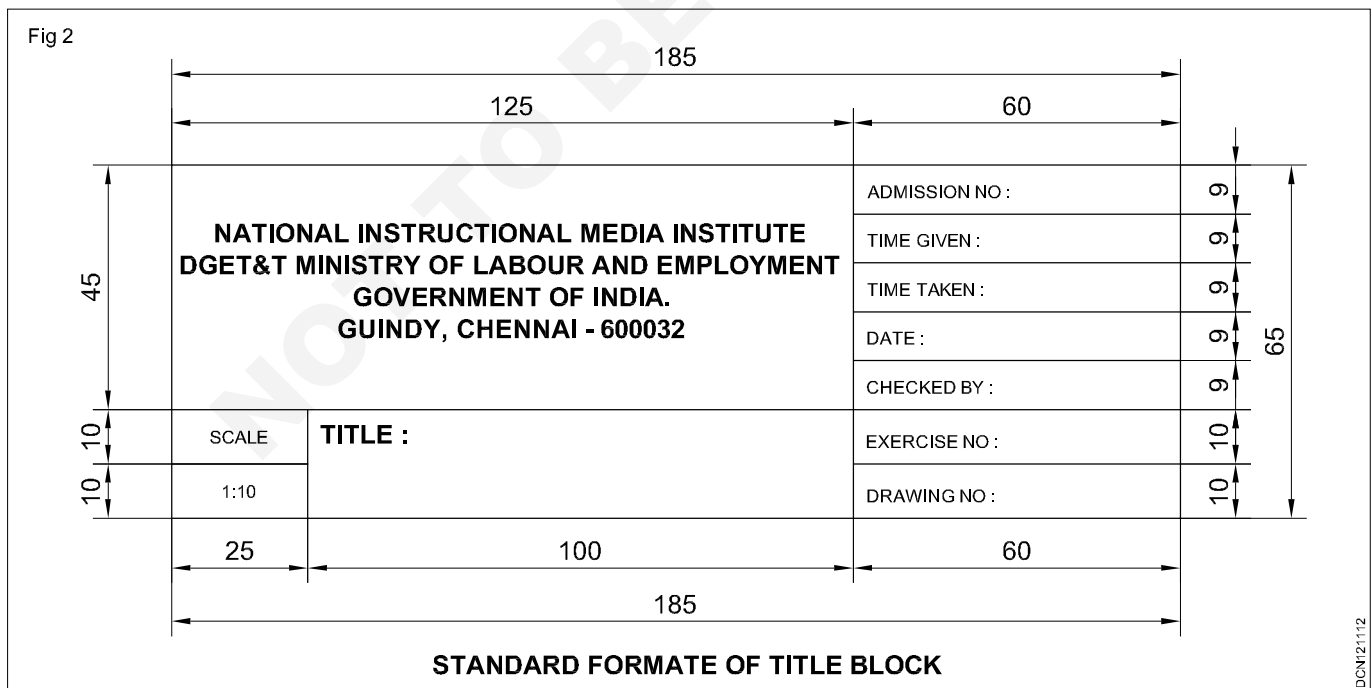 Fig 2
185
125 60
NATIONAL INSTRUCTIONAL MEDIA INSTITUTE
DGET&T MINISTRY OF LABOUR AND EMPLOYMENT
GOVERNMENT OF INDIA.
GUINDY, CHENNAI - 600032
45
ADMISSION NO :
9
TIME GIVEN :
9
TIME TAKEN :
9
DATE :
9
CHECKED BY :
9
65
10
SCALE
TITLE :
EXERCISE NO :
10
10
1:10
DRAWING NO :
10
25 100 60
185
STANDARD FORMATE OF TITLE BLOCK
DCN121112
NOT TO BE